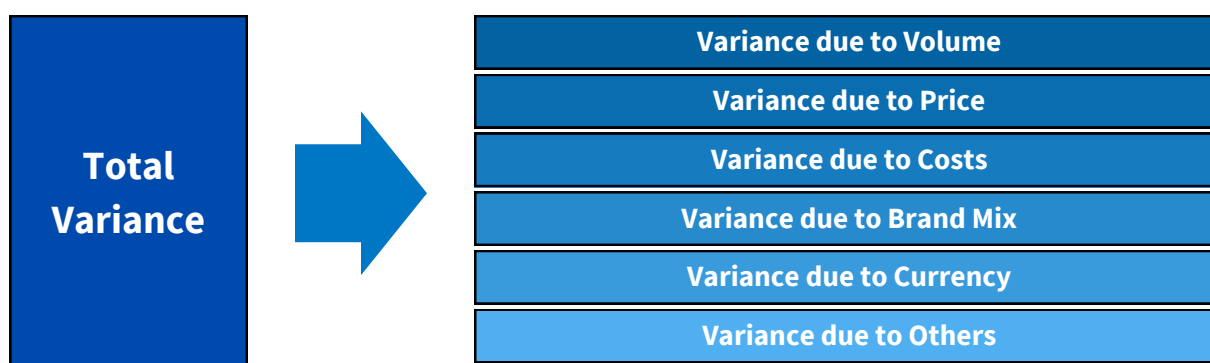 Total
Variance
Variance due to Volume
Variance due to Price
Variance due to Costs
Variance due to Brand Mix
Variance due to Currency
Variance due to Others